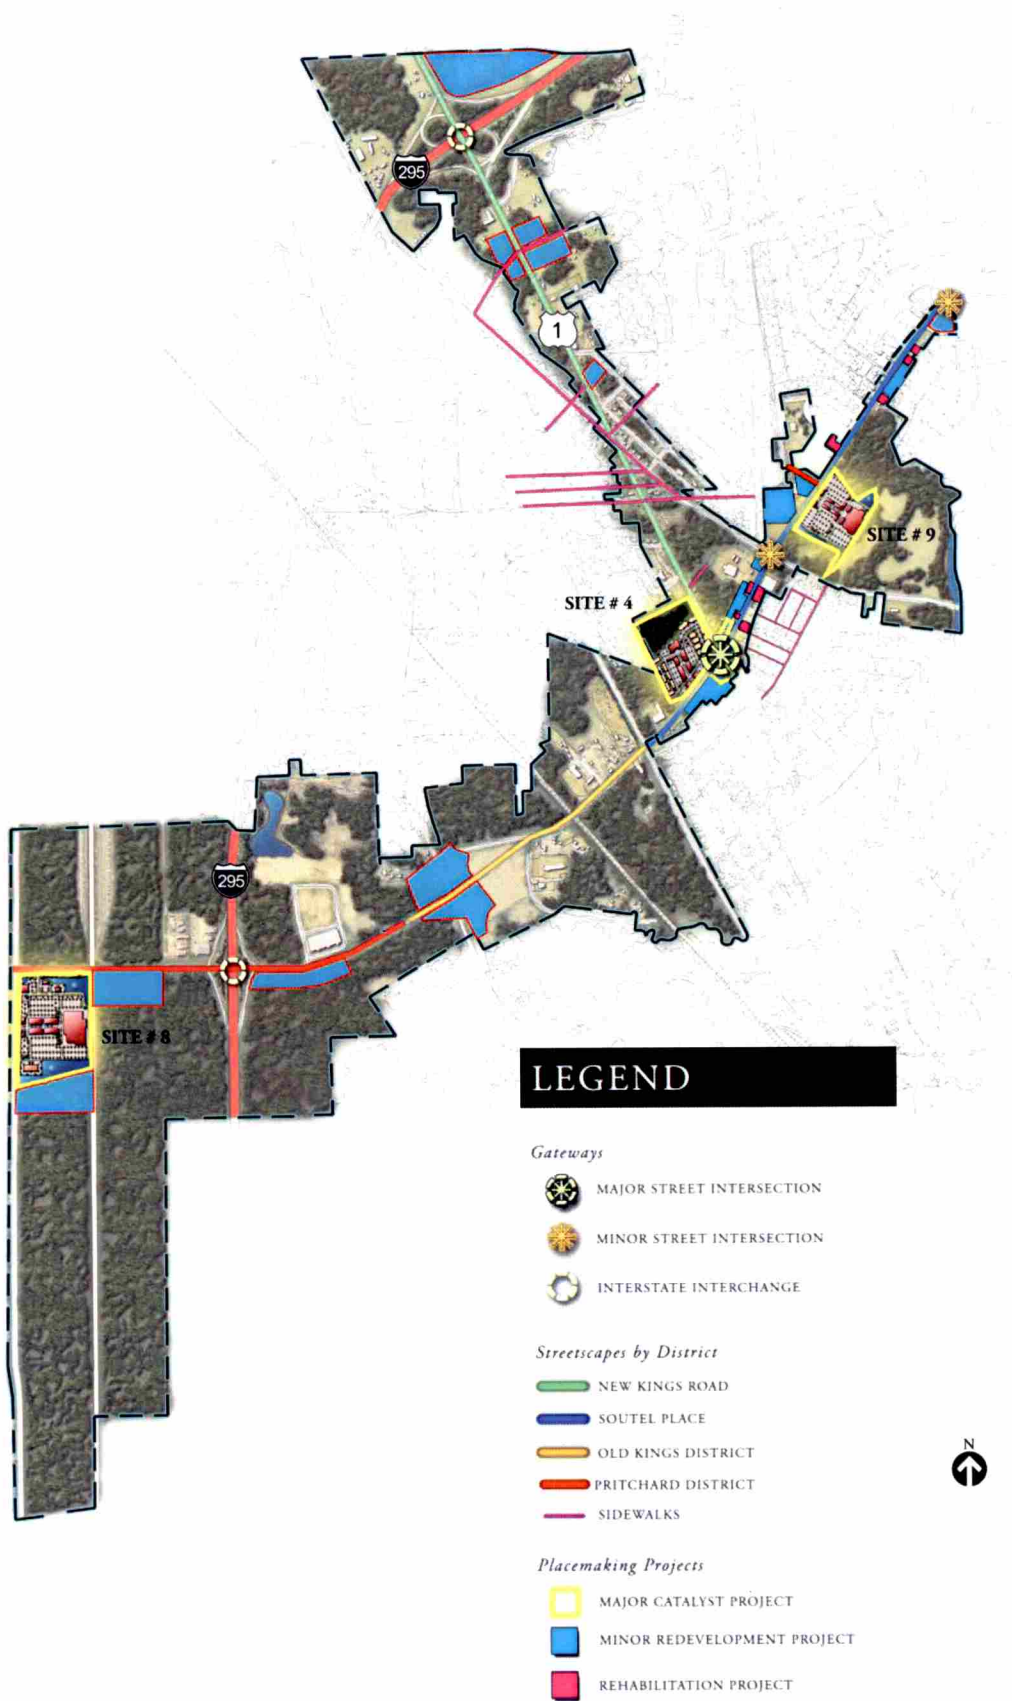 295
1
SITE # 9
SITE # 4
295
SITE # 8
LEGEND
Gateways
MAJOR STREET INTERSECTION
MINOR STREET INTERSECTION
INTERSTATE INTERCHANGE
Streetscapes by District
NEW KINGS ROAD
SOUTEL PLACE
OLD KINGS DISTRICT
PRITCHARD DISTRICT
SIDEWALKS
N
Placemaking Projects
MAJOR CATALYST PROJECT
MINOR REDEVELOPMENT PROJECT
REHABILITATION PROJECT